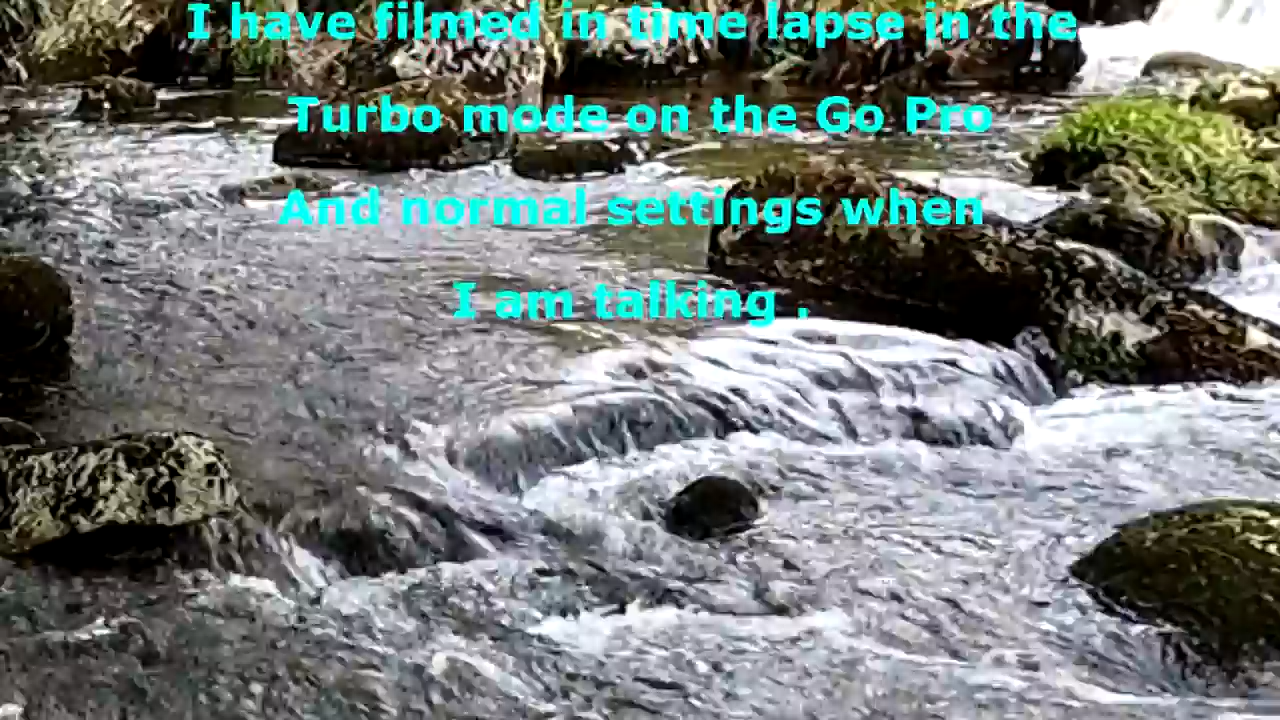 I have filmed in time lapse in the
Turbo mode on the Go Pro
And normal settings when
I am talking .